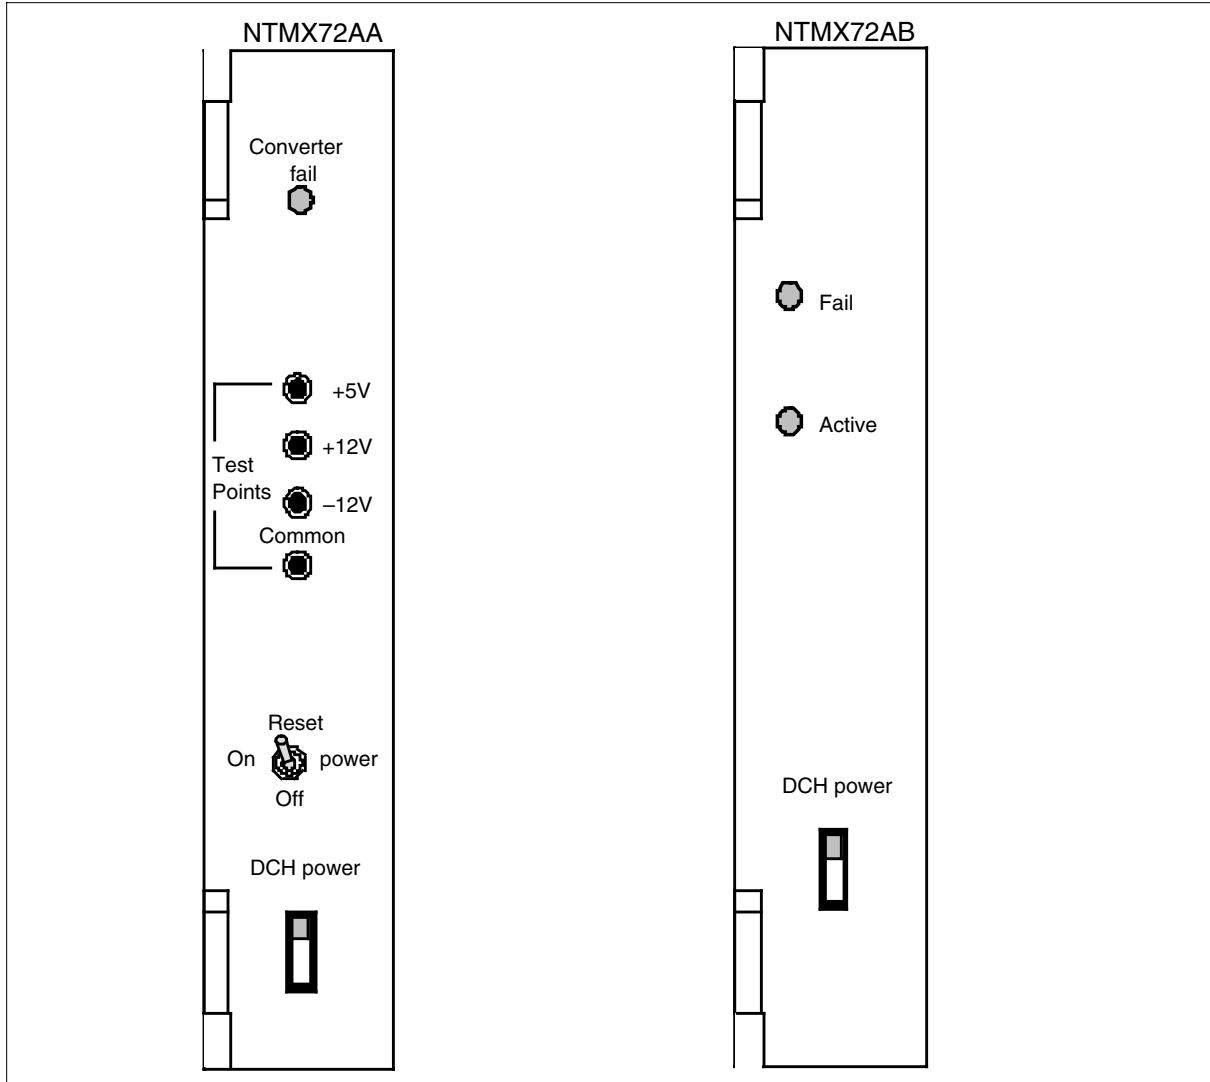 NTMX72AA
Converter
fail
+5V
+12V
Test
Points
–12V
Common
Reset
On
power
Off
DCH power
NTMX72AB
Fail
Active
DCH power